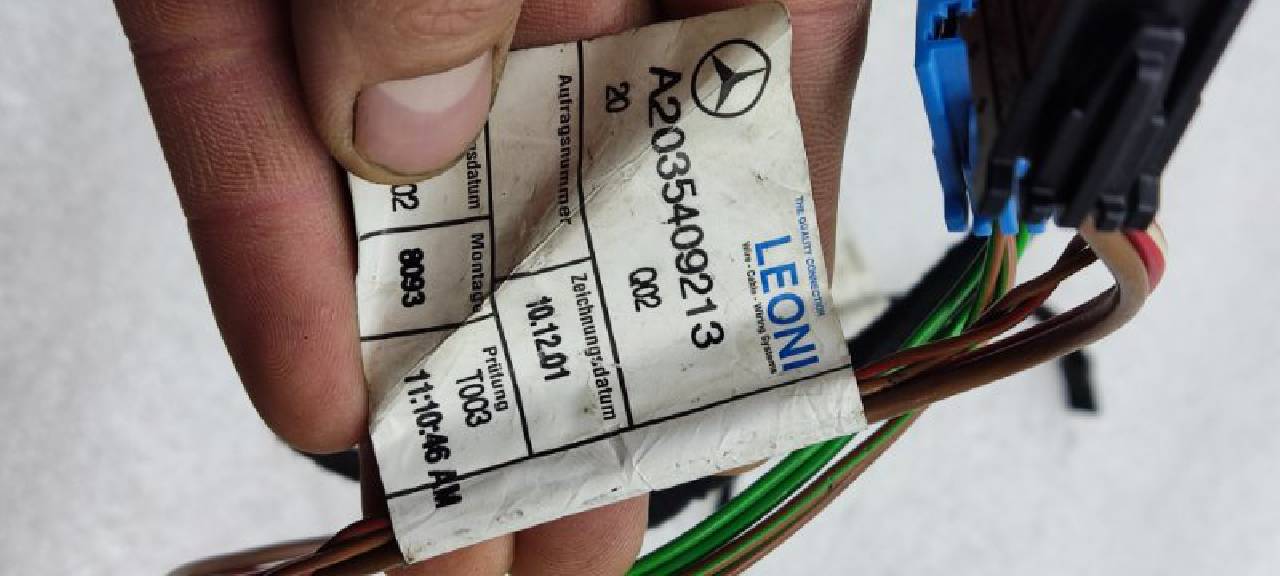 THE QUALITY CONNECTION
LEONI
Wire · Cable · Wiring Systems
A2035409213
20
002
Auftragsnummer
Zeichnungsdatum
10.12.01
sdatum
02
Montage
8093
Prüfung
T003
11:10:46 AM